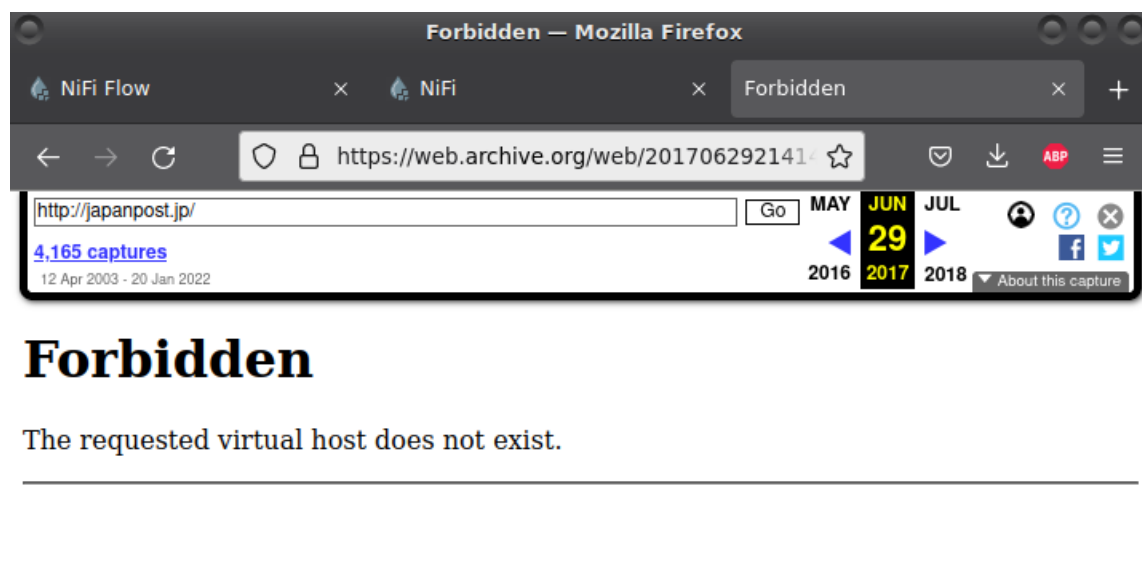 Forbidden — Mozilla Firefox
NiFi Flow NiFi Forbidden
https://web.archive.org/web/2017062921414
ABP
http://japanpost.jp/ Go MAY JUN JUL
4,165 captures 29
12 Apr 2003 - 20 Jan 2022 2016 2017 2018 About this capture
Forbidden
The requested virtual host does not exist.